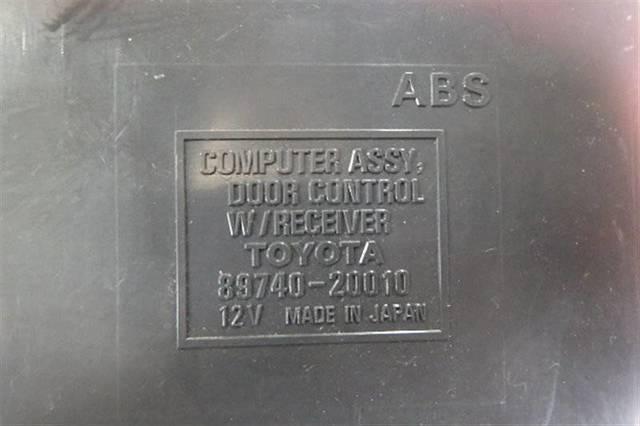 ABS
COMPUTER ASSY,
DOOR CONTROL
W/RECEIVER
TOYOTA
89740-20010
12V MADE IN JAPAN